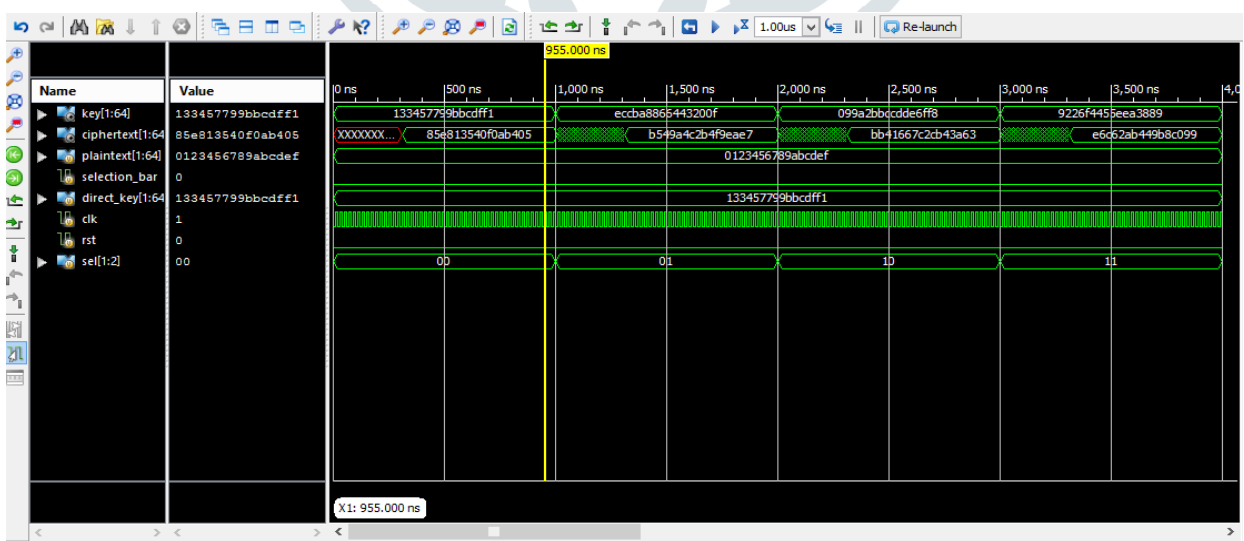 1.00us Re-launch
955.000 ns
Name Value 0 ns 500 ns 1,000 ns 1,500 ns 2,000 ns 2,500 ns 3,000 ns 3,500 ns 4,0
key[1:64] 133457799bbcdff1 133457799bbcdff1 eccba8865443200f 099a2bbccdde6ff8 9226f4455eea3889
ciphertext[1:64 85e813540f0ab405 XXXXXXX... 85e813540f0ab405 b549a4c2b4f9eae7 bb41667c2cb43a63 e6c62ab449b8c099
plaintext[1:64] 0123456789abcdef 0123456789abcdef
selection_bar 0
direct_key[1:64 133457799bbcdff1 133457799bbcdff1
clk 1
rst 0
sel[1:2] 00 00 01 10 11
X1: 955.000 ns